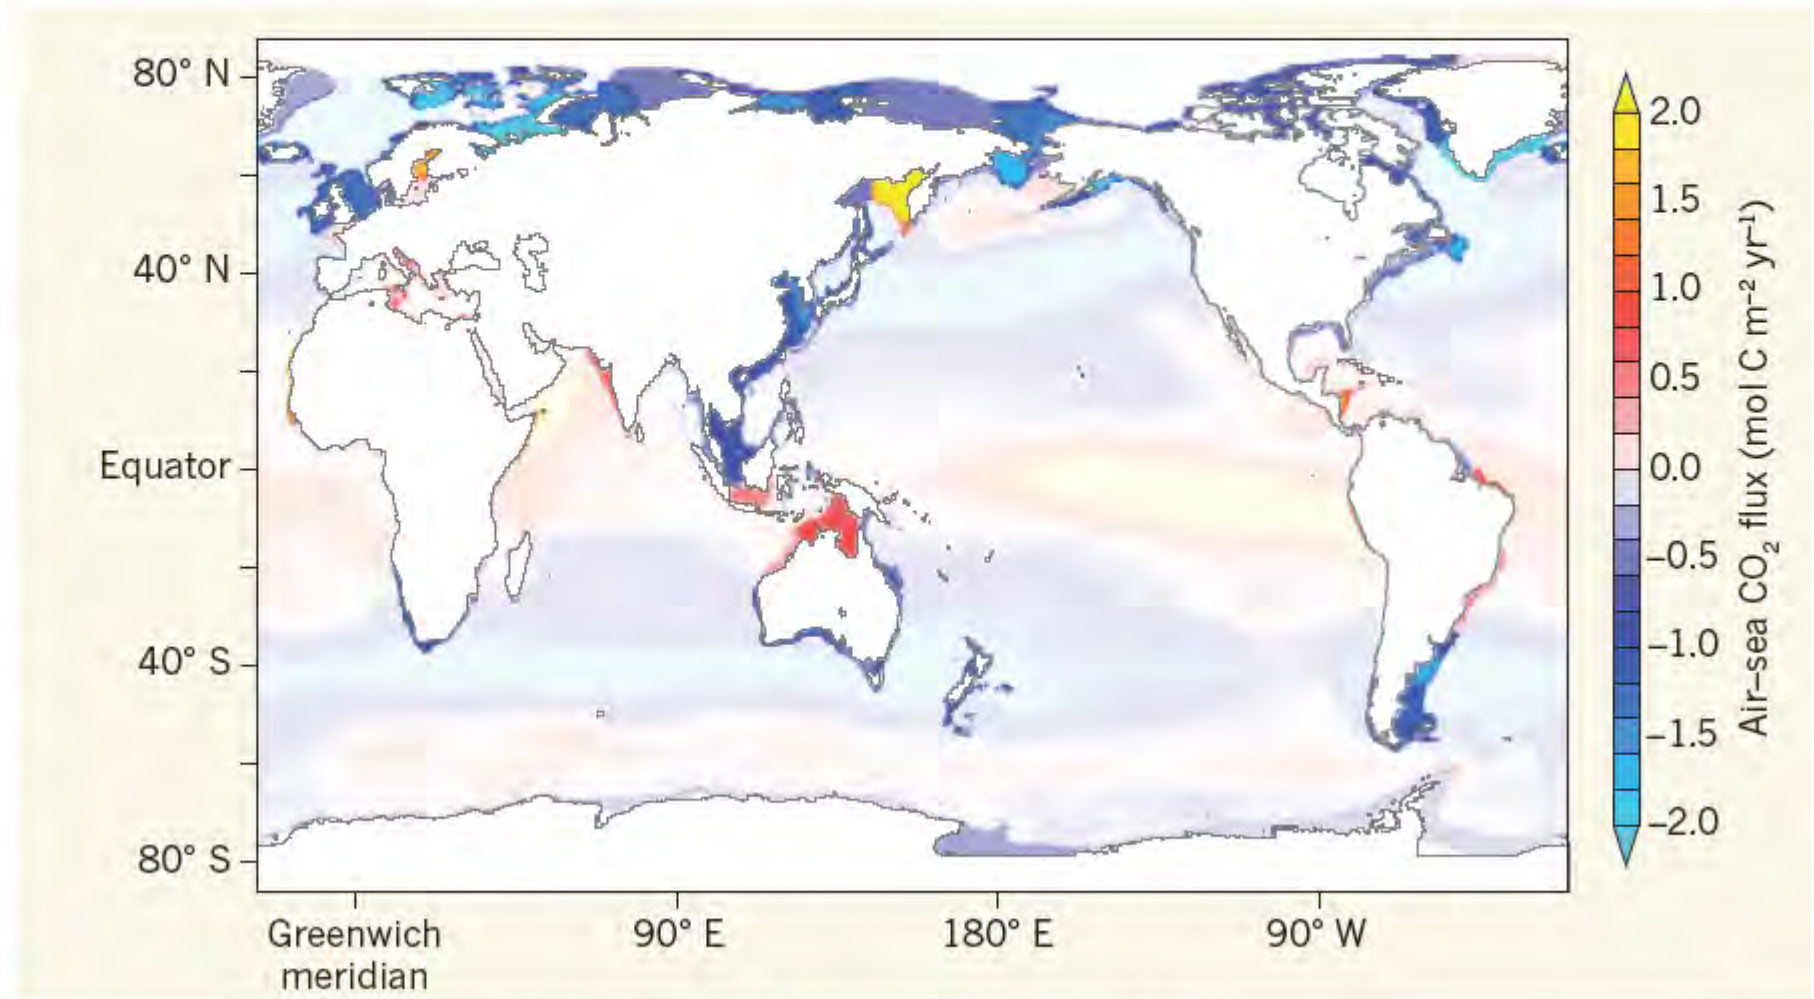 80° N
40° N
Equator
40° S
80° S
Greenwich
meridian
90° E
180° E
90° W
2.0
1.5
1.0
0.5
0.0
–0.5
–1.0
–1.5
–2.0
Air–sea CO₂ flux (mol C m⁻² yr⁻¹)